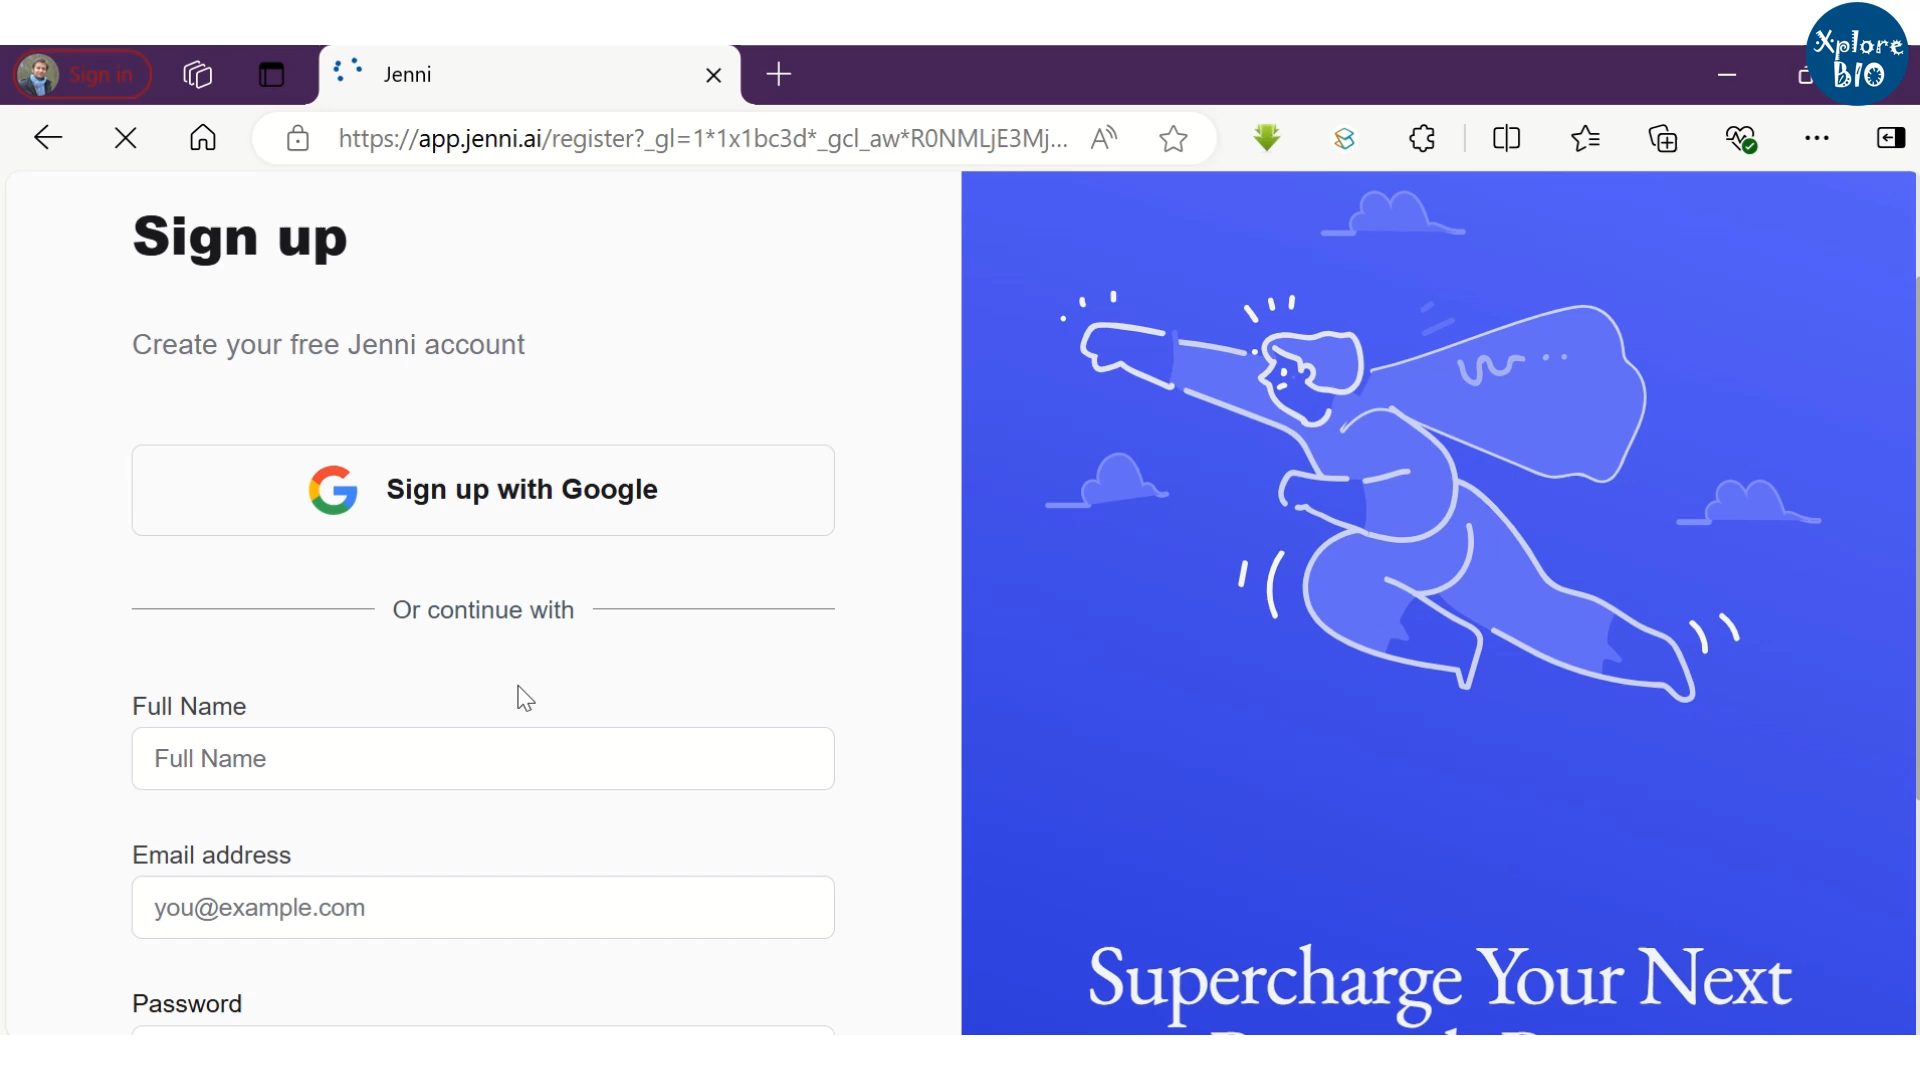 Xplore
BIO
Sign in
Jenni
https://app.jenni.ai/register?_gl=1*1x1bc3d*_gcl_aw*R0NMLjE3Mj...
Sign up
Create your free Jenni account
Sign up with Google
Or continue with
Full Name
Full Name
Email address
you@example.com
Password
Supercharge Your Next